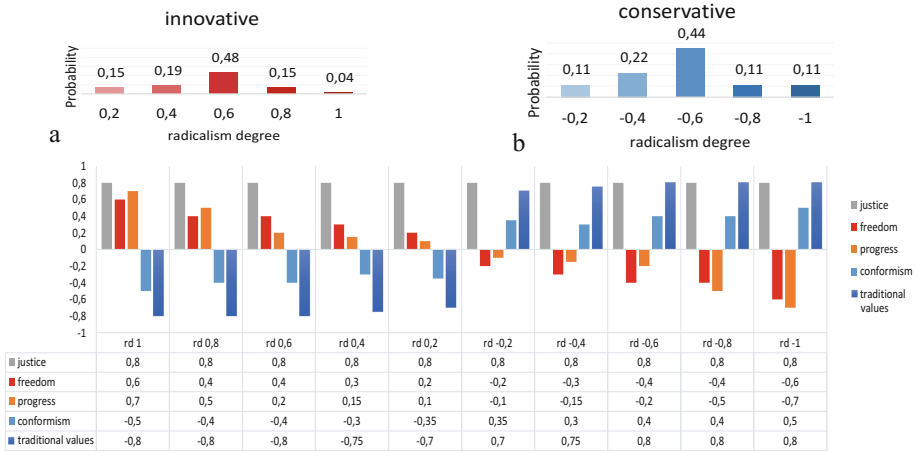 innovative
Probability
0,15 0,19 0,48 0,15 0,04
0,2 0,4 0,6 0,8 1
radicalism degree
a
conservative
Probability
0,11 0,22 0,44 0,11 0,11
-0,2 -0,4 -0,6 -0,8 -1
radicalism degree
b
1
0,8
0,6
0,4
0,2
0
-0,2
-0,4
-0,6
-0,8
-1
justice
freedom
progress
conformism
traditional
values
rd 1 rd 0,8 rd 0,6 rd 0,4 rd 0,2 rd -0,2 rd -0,4 rd -0,6 rd -0,8 rd -1
justice 0,8 0,8 0,8 0,8 0,8 0,8 0,8 0,8 0,8 0,8
freedom 0,6 0,4 0,4 0,3 0,2 -0,2 -0,3 -0,4 -0,4 -0,6
progress 0,7 0,5 0,2 0,15 0,1 -0,1 -0,15 -0,2 -0,5 -0,7
conformism -0,5 -0,4 -0,4 -0,3 -0,35 0,35 0,3 0,4 0,4 0,5
traditional values -0,8 -0,8 -0,8 -0,75 -0,7 0,7 0,75 0,8 0,8 0,8